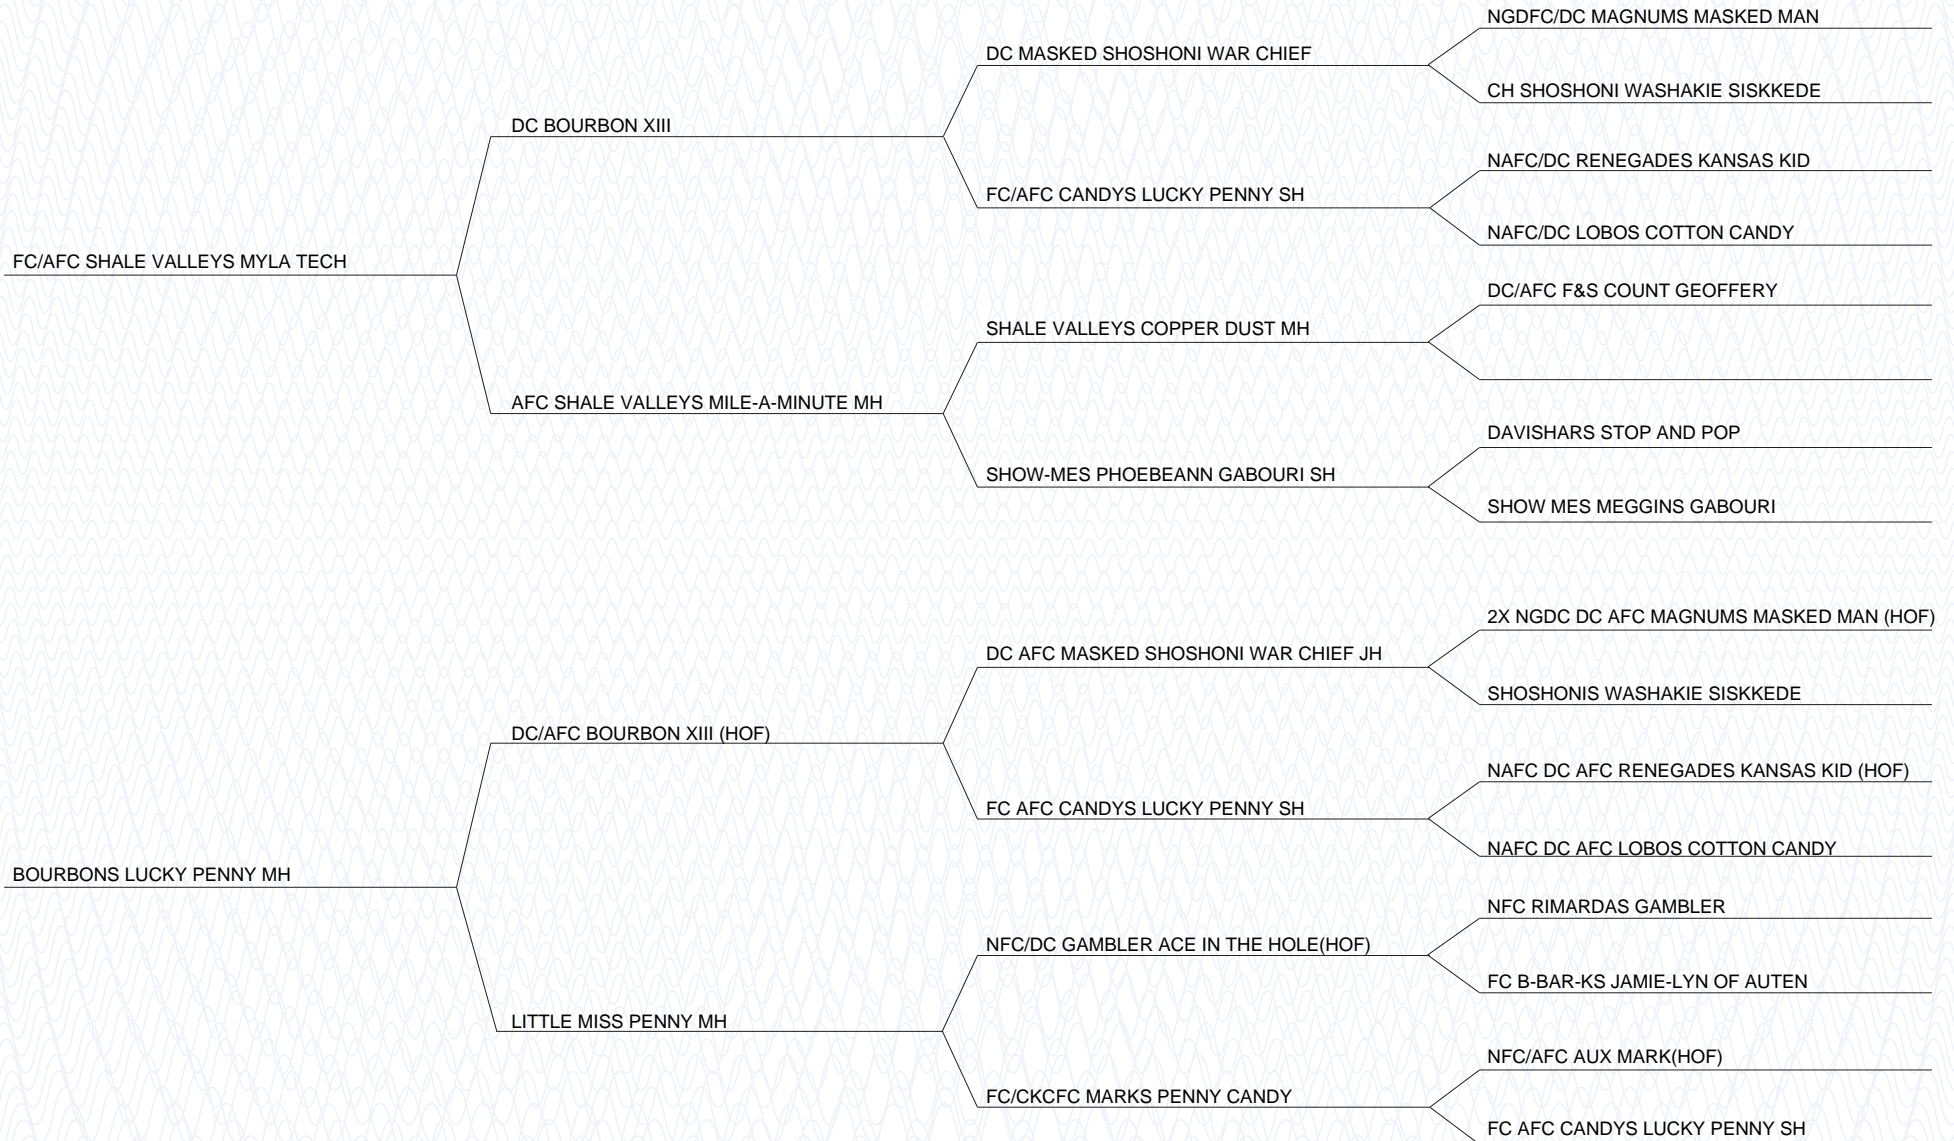 NGDFC/DC MAGNUMS MASKED MAN
DC MASKED SHOSHONI WAR CHIEF
CH SHOSHONI WASHAKIE SISKKEDE
DC BOURBON XIII
NAFC/DC RENEGADES KANSAS KID
FC/AFC CANDYS LUCKY PENNY SH
NAFC/DC LOBOS COTTON CANDY
FC/AFC SHALE VALLEYS MYLA TECH
DC/AFC F&S COUNT GEOFFERY
SHALE VALLEYS COPPER DUST MH
AFC SHALE VALLEYS MILE-A-MINUTE MH
DAVISHARS STOP AND POP
SHOW-MES PHOEBEANN GABOURI SH
SHOW MES MEGGINS GABOURI
2X NGDC DC AFC MAGNUMS MASKED MAN (HOF)
DC AFC MASKED SHOSHONI WAR CHIEF JH
SHOSHONIS WASHAKIE SISKKEDE
DC/AFC BOURBON XIII (HOF)
NAFC DC AFC RENEGADES KANSAS KID (HOF)
FC AFC CANDYS LUCKY PENNY SH
NAFC DC AFC LOBOS COTTON CANDY
BOURBONS LUCKY PENNY MH
NFC RIMARDAS GAMBLER
NFC/DC GAMBLER ACE IN THE HOLE(HOF)
FC B-BAR-KS JAMIE-LYN OF AUTEN
LITTLE MISS PENNY MH
NFC/AFC AUX MARK(HOF)
FC/CKCFC MARKS PENNY CANDY
FC AFC CANDYS LUCKY PENNY SH